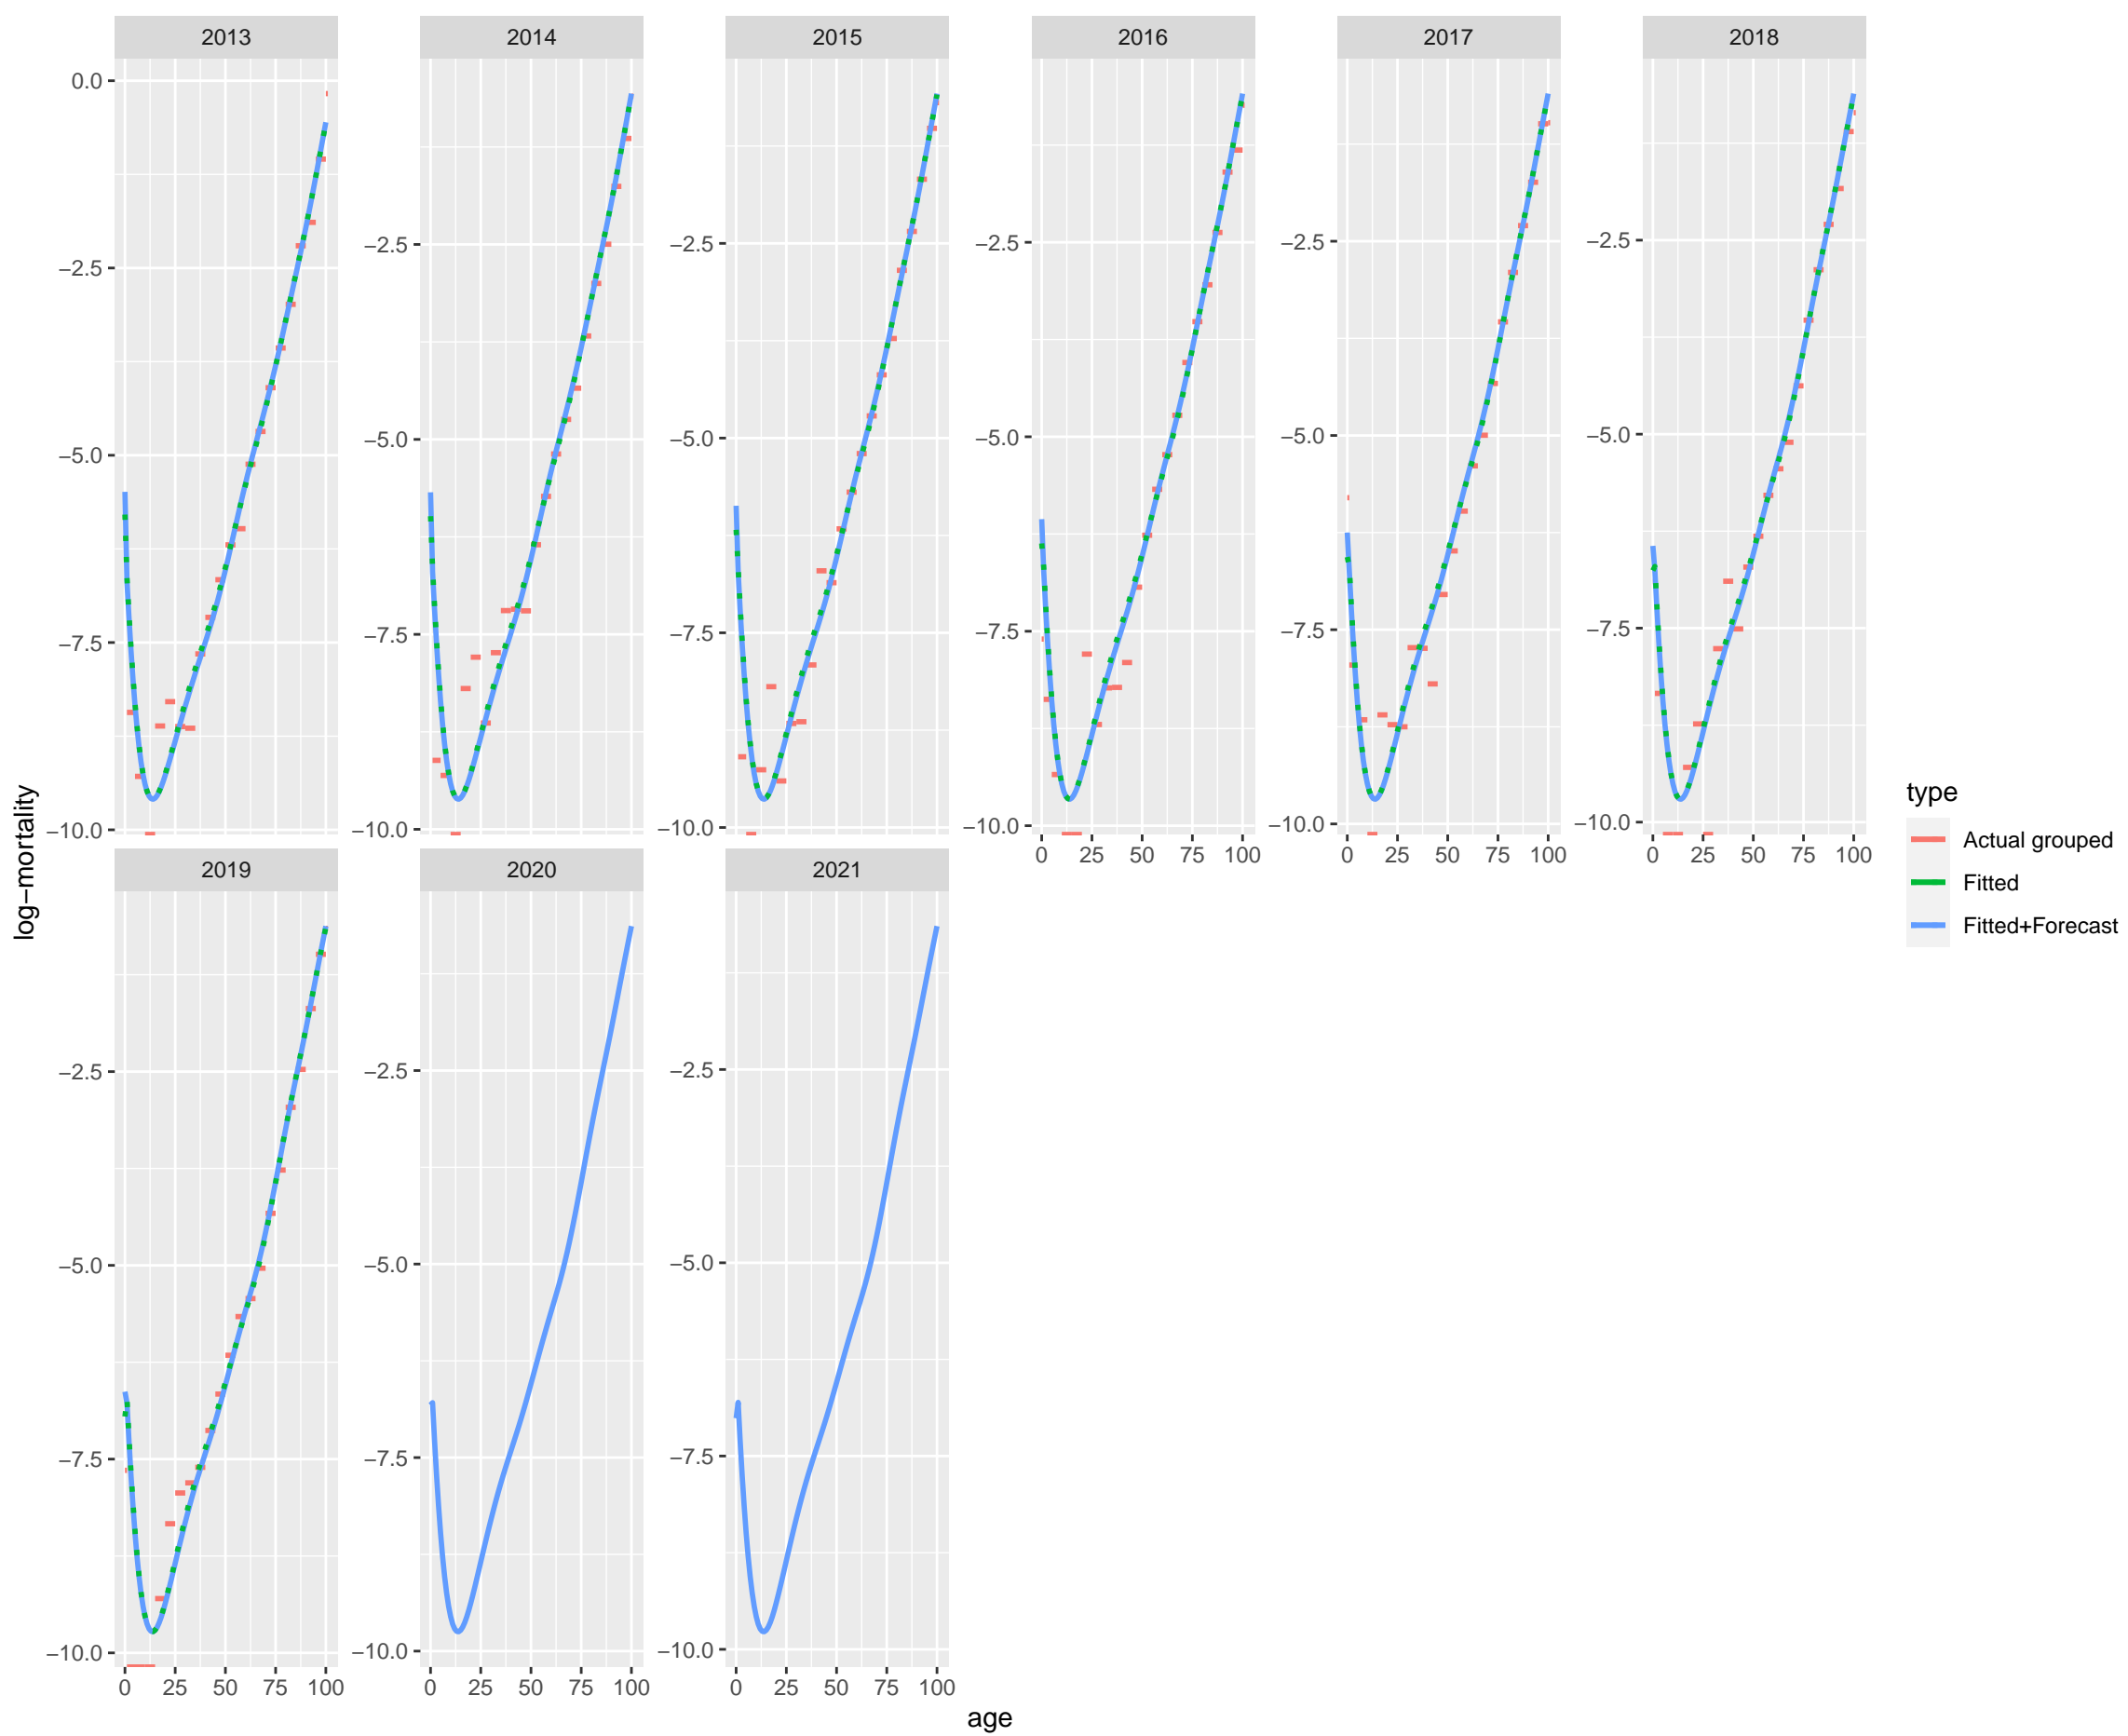 2013 2014 2015 2016 2017 2018
0.0
−2.5 −2.5 −2.5 −2.5 −2.5 −2.5
−5.0 −5.0 −5.0 −5.0 −5.0 −5.0
−7.5 −7.5 −7.5 −7.5 −7.5 −7.5
−10.0 −10.0 −10.0 −10.0 −10.0 −10.0
0 25 50 75 100 0 25 50 75 100 0 25 50 75 100
2019 2020 2021
−2.5 −2.5 −2.5
−5.0 −5.0 −5.0
−7.5 −7.5 −7.5
−10.0 −10.0 −10.0
0 25 50 75 100 0 25 50 75 100 0 25 50 75 100
age
log−mortality
type
Actual grouped
Fitted
Fitted+Forecast